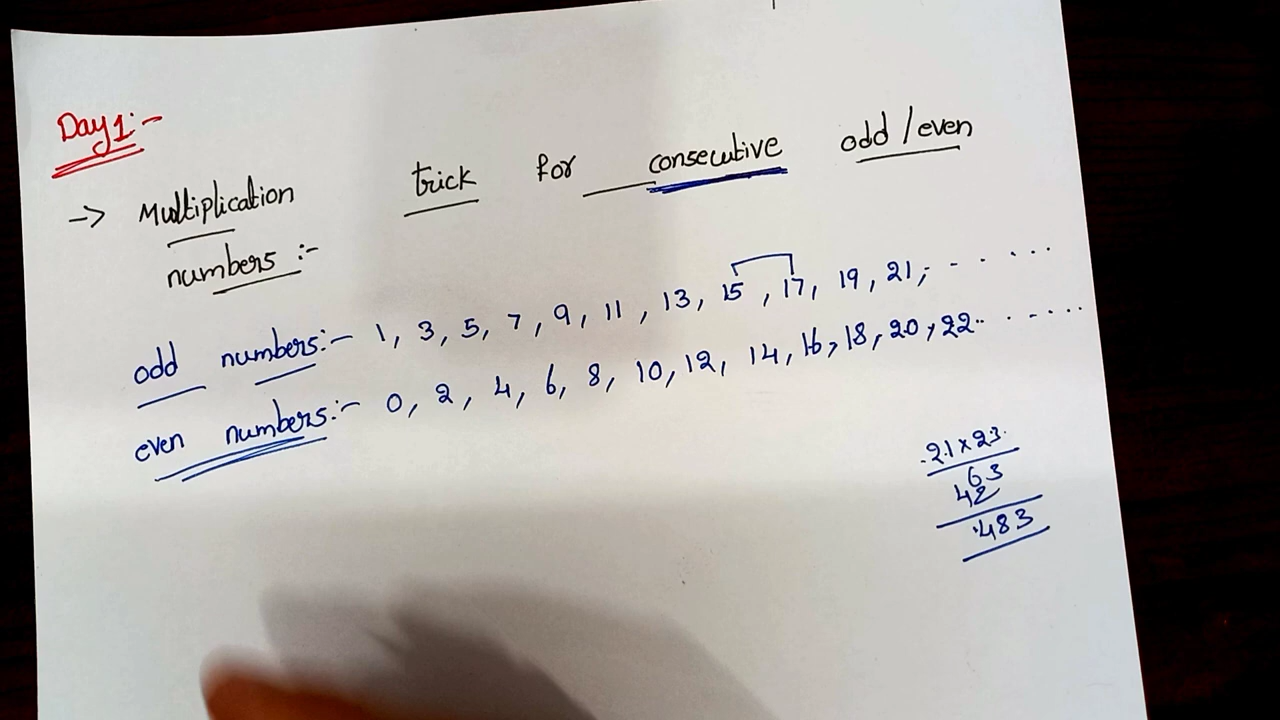 Day 1:-
-> Multiplication trick for consecutive odd / even
numbers :-
odd numbers:- 1, 3, 5, 7, 9, 11, 13, 15, 17, 19, 21, - . . . . .
even numbers:- 0, 2, 4, 6, 8, 10, 12, 14, 16, 18, 20, 22 . . . . . . .
21 x 23
63
42
483